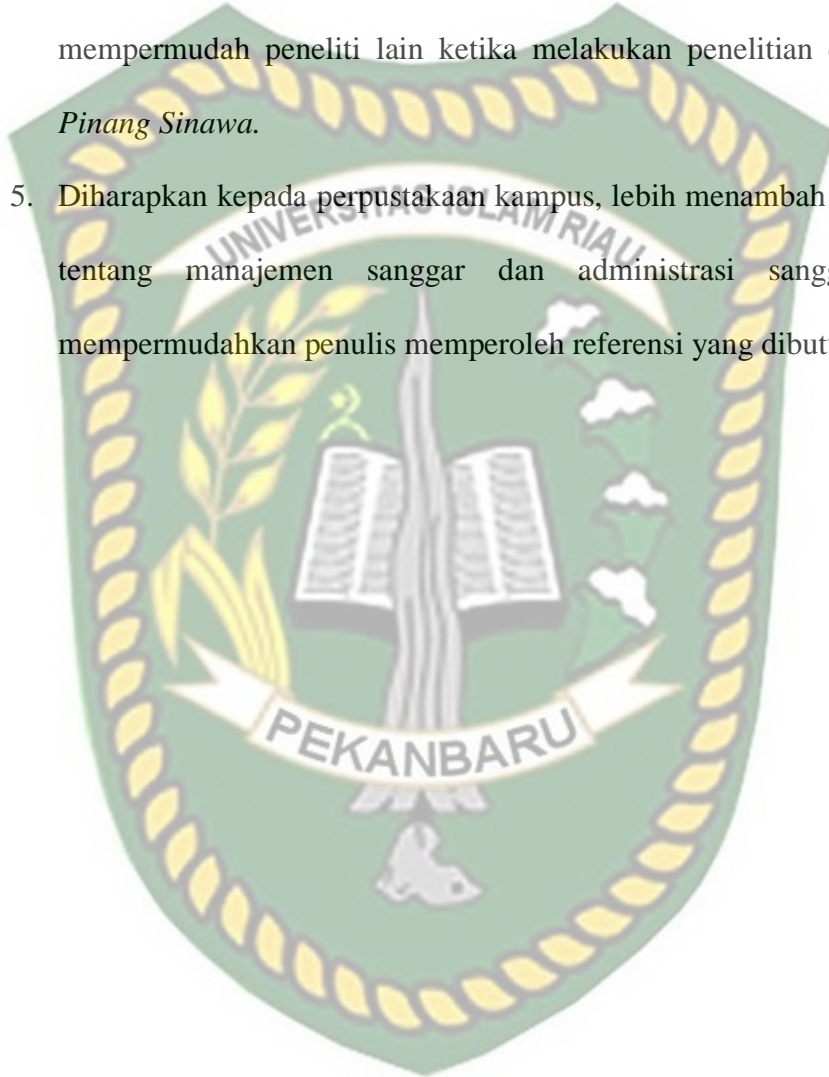 mempermudah peneliti lain ketika melakukan penelitian
Pinang Sinawa.
5. Diharapkan kepada perpustakaan kampus, lebih menambah
UNIVERSITAS ISLAM RIAU
tentang manajemen sanggar dan administrasi
mempermudahkan penulis memperoleh referensi yang
PEKANBARU